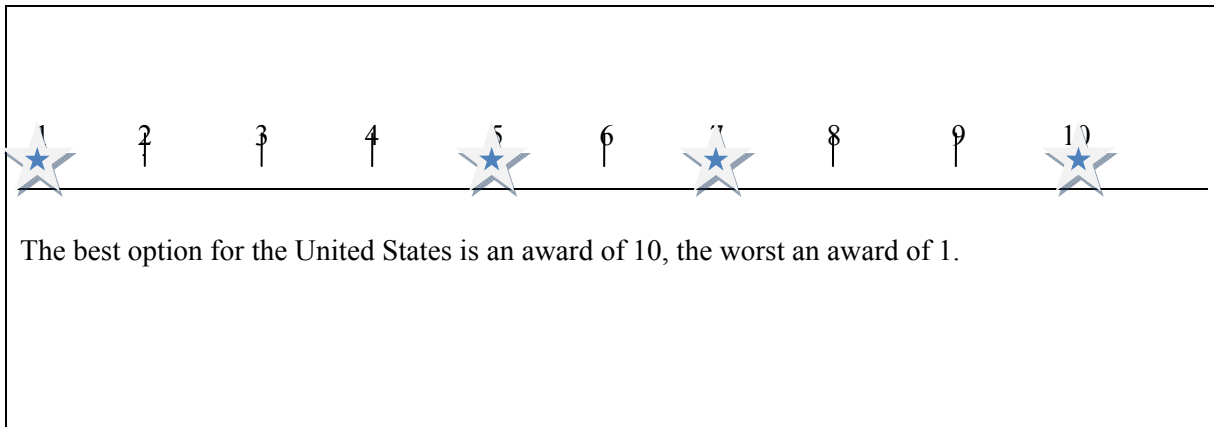 1 2 3 4 5 6 7 8 9 10
The best option for the United States is an award of 10, the worst an award of 1.